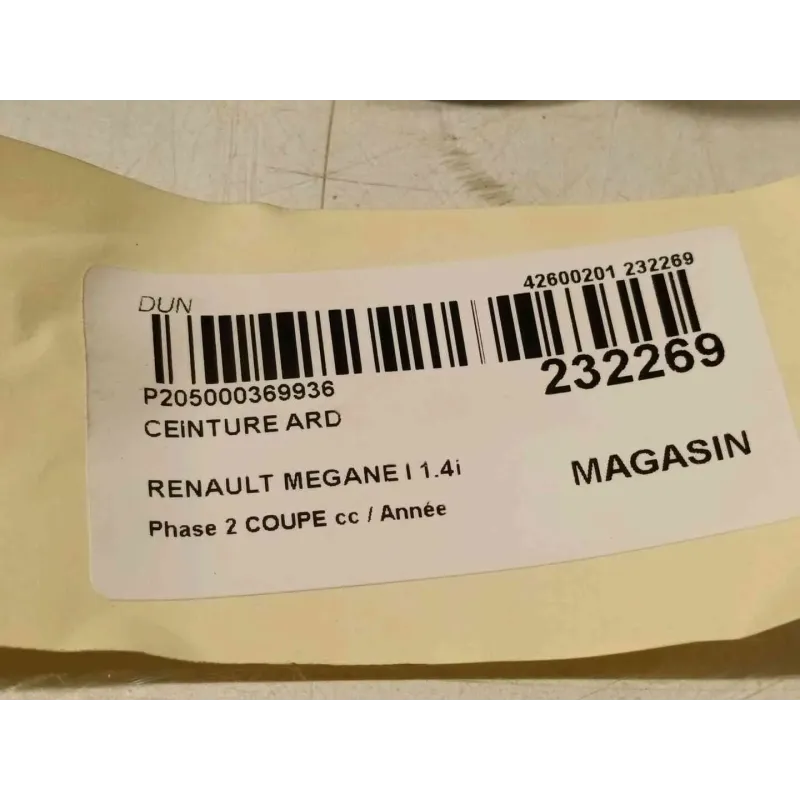 DUN
42600201 232269
P205000369936
232269
CEINTURE ARD
RENAULT MEGANE I 1.4i
MAGASIN
Phase 2 COUPE cc / Année